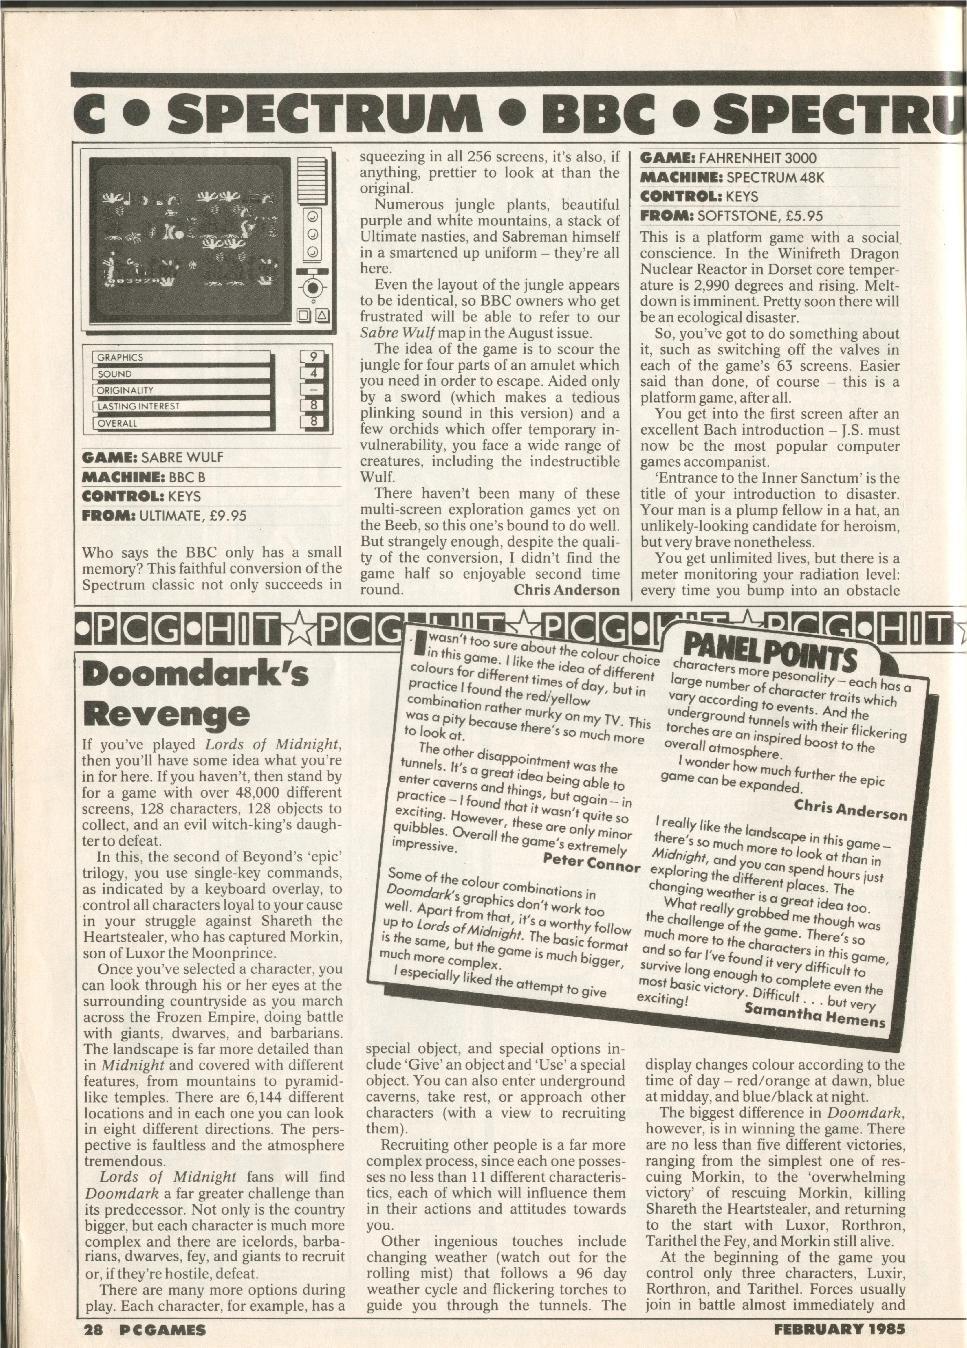 C • SPECTRUM • BBC • SPECTRU
GRAPHICS 9
SOUND 4
ORIGINALITY –
LASTING INTEREST 8
OVERALL 8
GAME: SABRE WULF
MACHINE: BBC B
CONTROL: KEYS
FROM: ULTIMATE, £9.95
Who says the BBC only has a small
memory? This faithful conversion of the
Spectrum classic not only succeeds in
squeezing in all 256 screens, it's also, if
anything, prettier to look at than the
original.
Numerous jungle plants, beautiful
purple and white mountains, a stack of
Ultimate nasties, and Sabreman himself
in a smartened up uniform – they're all
here.
Even the layout of the jungle appears
to be identical, so BBC owners who get
frustrated will be able to refer to our
Sabre Wulf map in the August issue.
The idea of the game is to scour the
jungle for four parts of an amulet which
you need in order to escape. Aided only
by a sword (which makes a tedious
plinking sound in this version) and a
few orchids which offer temporary in-
vulnerability, you face a wide range of
creatures, including the indestructible
Wulf.
There haven't been many of these
multi-screen exploration games yet on
the Beeb, so this one's bound to do well.
But strangely enough, despite the quali-
ty of the conversion, I didn't find the
game half so enjoyable second time
round. Chris Anderson
GAME: FAHRENHEIT 3000
MACHINE: SPECTRUM 48K
CONTROL: KEYS
FROM: SOFTSTONE, £5.95
This is a platform game with a social
conscience. In the Winifreth Dragon
Nuclear Reactor in Dorset core temper-
ature is 2,990 degrees and rising. Melt-
down is imminent. Pretty soon there will
be an ecological disaster.
So, you've got to do something about
it, such as switching off the valves in
each of the game's 63 screens. Easier
said than done, of course – this is a
platform game, after all.
You get into the first screen after an
excellent Bach introduction – J.S. must
now be the most popular computer
games accompanist.
'Entrance to the Inner Sanctum' is the
title of your introduction to disaster.
Your man is a plump fellow in a hat, an
unlikely-looking candidate for heroism,
but very brave nonetheless.
You get unlimited lives, but there is a
meter monitoring your radiation level:
every time you bump into an obstacle
•PCG•HIT☆PCG•HIT☆PCG•HIT☆
Doomdark's
Revenge
If you've played Lords of Midnight,
then you'll have some idea what you're
in for here. If you haven't, then stand by
for a game with over 48,000 different
screens, 128 characters, 128 objects to
collect, and an evil witch-king's daugh-
ter to defeat.
In this, the second of Beyond's 'epic'
trilogy, you use single-key commands,
as indicated by a keyboard overlay, to
control all characters loyal to your cause
in your struggle against Shareth the
Heartstealer, who has captured Morkin,
son of Luxor the Moonprince.
Once you've selected a character, you
can look through his or her eyes at the
surrounding countryside as you march
across the Frozen Empire, doing battle
with giants, dwarves, and barbarians.
The landscape is far more detailed than
in Midnight and covered with different
features, from mountains to pyramid-
like temples. There are 6,144 different
locations and in each one you can look
in eight different directions. The pers-
pective is faultless and the atmosphere
tremendous.
Lords of Midnight fans will find
Doomdark a far greater challenge than
its predecessor. Not only is the country
bigger, but each character is much more
complex and there are icelords, barba-
rians, dwarves, fey, and giants to recruit
or, if they're hostile, defeat.
There are many more options during
play. Each character, for example, has a
PANEL POINTS
I wasn't too sure about the colour choice
in this game. I like the idea of different
colours for different times of day, but in
practice I found the red/yellow
combination rather murky on my TV. This
was a pity because there's so much more
to look at.
The other disappointment was the
tunnels. It's a great idea being able to
enter caverns and things, but again – in
practice – I found that it wasn't quite so
exciting. However, these are only minor
quibbles. Overall the game's extremely
impressive.
Peter Connor
Some of the colour combinations in
Doomdark's graphics don't work too
well. Apart from that, it's a worthy follow
up to Lords of Midnight. The basic format
is the same, but the game is much bigger,
much more complex.
I especially liked the attempt to give
characters more pesonality – each has a
large number of character traits which
vary according to events. And the
underground tunnels with their flickering
torches are an inspired boost to the
overall atmosphere.
I wonder how much further the epic
game can be expanded.
Chris Anderson
I really like the landscape in this game –
there's so much more to look at than in
Midnight, and you can spend hours just
exploring the different places. The
changing weather is a great idea too.
What really grabbed me though was
the challenge of the game. There's so
much more to the characters in this game,
and so far I've found it very difficult to
survive long enough to complete even the
most basic victory. Difficult . . . but very
exciting!
Samantha Hemens
special object, and special options in-
clude 'Give' an object and 'Use' a special
object. You can also enter underground
caverns, take rest, or approach other
characters (with a view to recruiting
them).
Recruiting other people is a far more
complex process, since each one posses-
ses no less than 11 different characteris-
tics, each of which will influence them
in their actions and attitudes towards
you.
Other ingenious touches include
changing weather (watch out for the
rolling mist) that follows a 96 day
weather cycle and flickering torches to
guide you through the tunnels. The
display changes colour according to the
time of day – red/orange at dawn, blue
at midday, and blue/black at night.
The biggest difference in Doomdark,
however, is in winning the game. There
are no less than five different victories,
ranging from the simplest one of res-
cuing Morkin, to the 'overwhelming
victory' of rescuing Morkin, killing
Shareth the Heartstealer, and returning
to the start with Luxor, Rorthron,
Tarithel the Fey, and Morkin still alive.
At the beginning of the game you
control only three characters, Luxir,
Rorthron, and Tarithel. Forces usually
join in battle almost immediately and
28 PCGAMES
FEBRUARY 1985